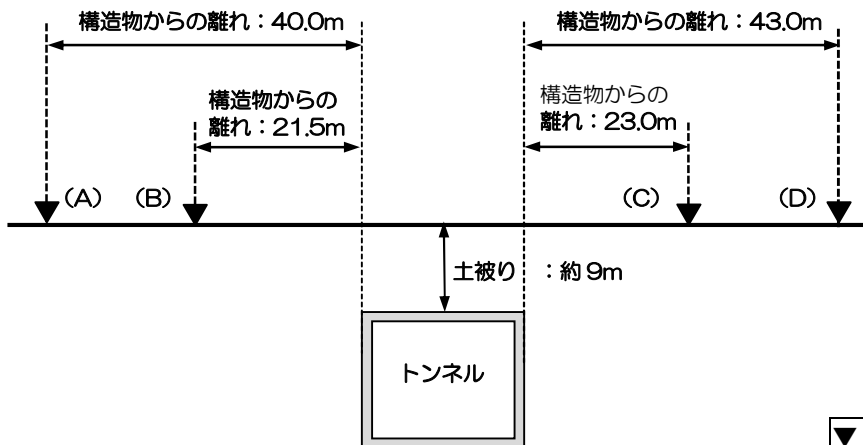 構造物からの離れ：40.0m
構造物からの離れ：43.0m
構造物からの
離れ：21.5m
構造物からの
離れ：23.0m
（A）
（B）
（C）
（D）
土被り　：約9m
トンネル